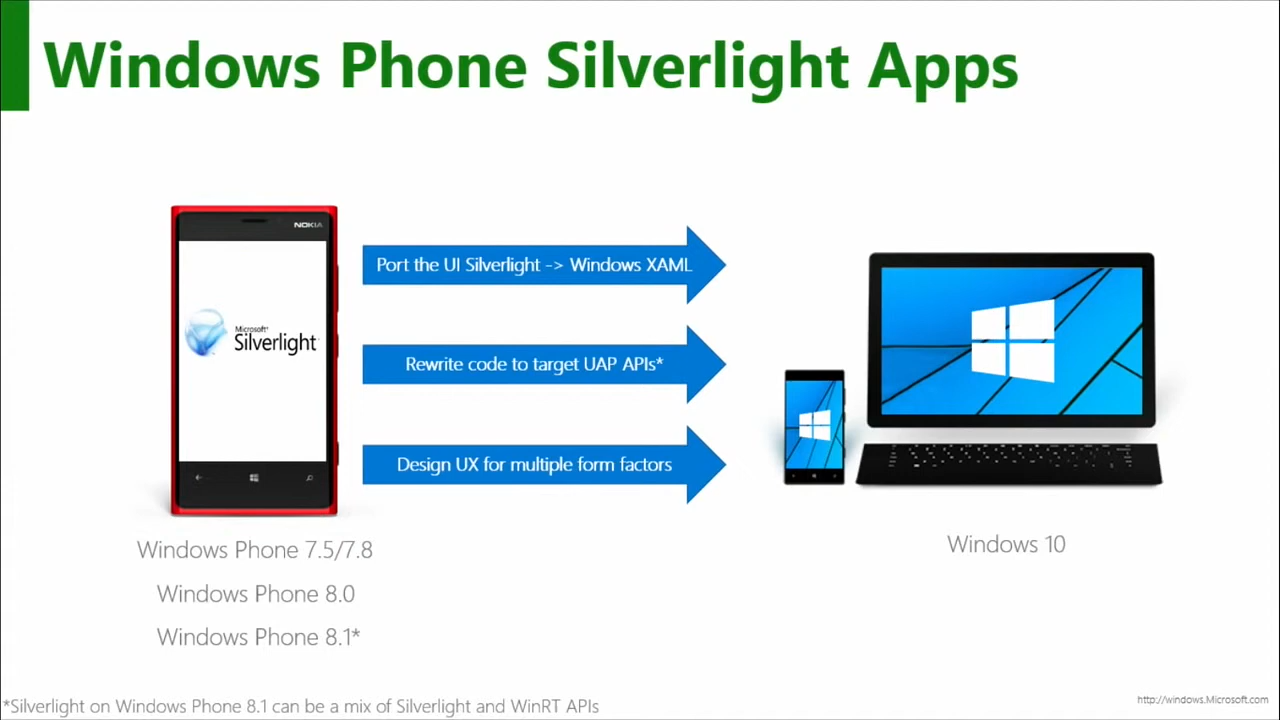 Windows Phone Silverlight Apps
NOKIA
Microsoft®
Silverlight
Port the UI Silverlight -> Windows XAML
Rewrite code to target UAP APIs*
Design UX for multiple form factors
Windows Phone 7.5/7.8
Windows Phone 8.0
Windows Phone 8.1*
Windows 10
*Silverlight on Windows Phone 8.1 can be a mix of Silverlight and WinRT APIs
http://windows.Microsoft.com